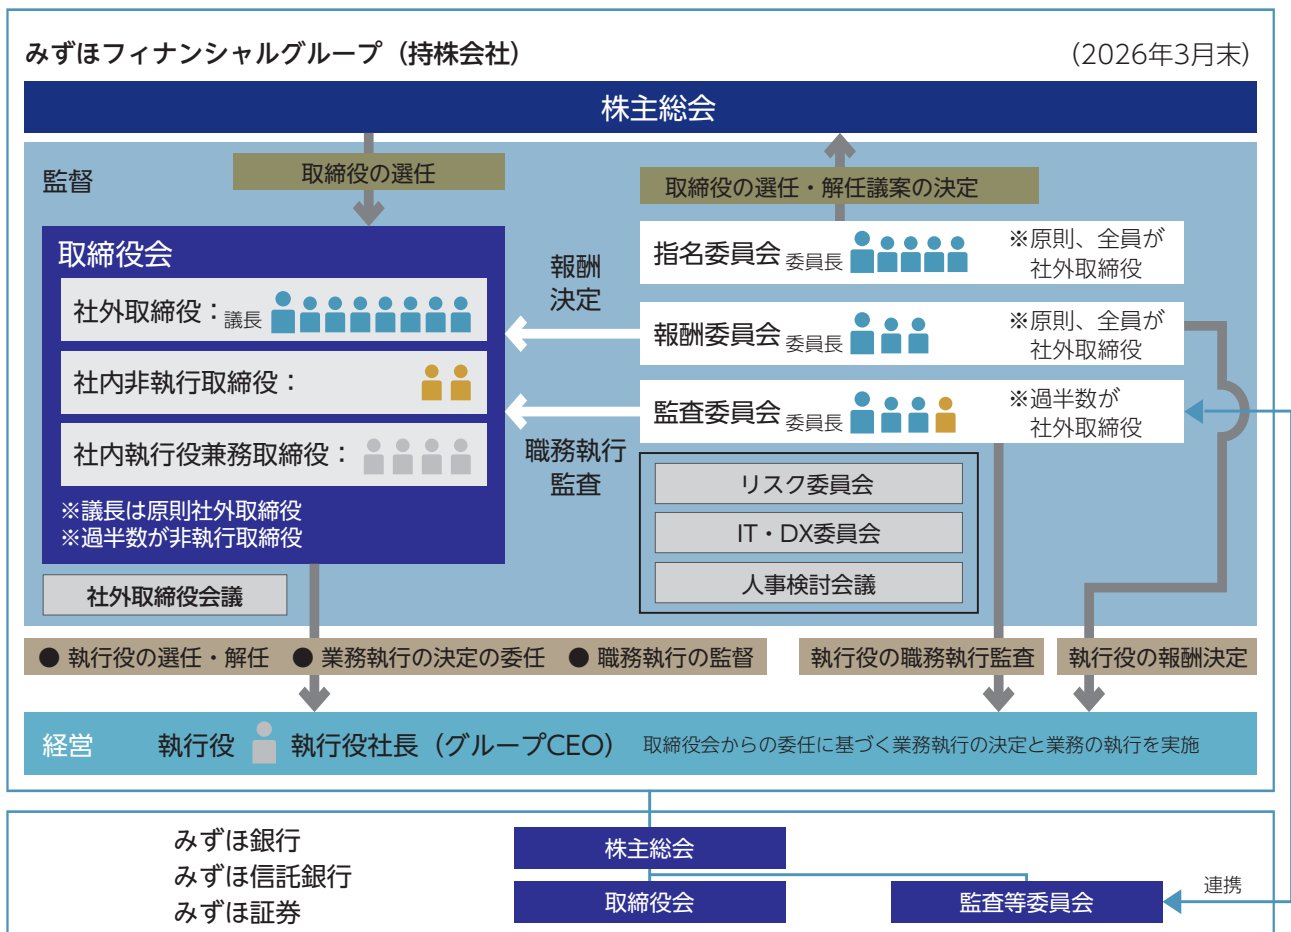 みずほフィナンシャルグループ（持株会社）
（2026年3月末）
株主総会
監督
取締役の選任
取締役の選任・解任議案の決定
取締役会
社外取締役：議長
社内非執行取締役：
社内執行役兼務取締役：
※議長は原則社外取締役
※過半数が非執行取締役
社外取締役会議
報酬
決定
職務執行
監査
指名委員会 委員長
※原則、全員が
社外取締役
報酬委員会 委員長
※原則、全員が
社外取締役
監査委員会 委員長
※過半数が
社外取締役
リスク委員会
IT・DX委員会
人事検討会議
● 執行役の選任・解任 ● 業務執行の決定の委任 ● 職務執行の監督
執行役の職務執行監査
執行役の報酬決定
経営 執行役 執行役社長（グループCEO） 取締役会からの委任に基づく業務執行の決定と業務の執行を実施
みずほ銀行
みずほ信託銀行
みずほ証券
株主総会
取締役会
監査等委員会
連携